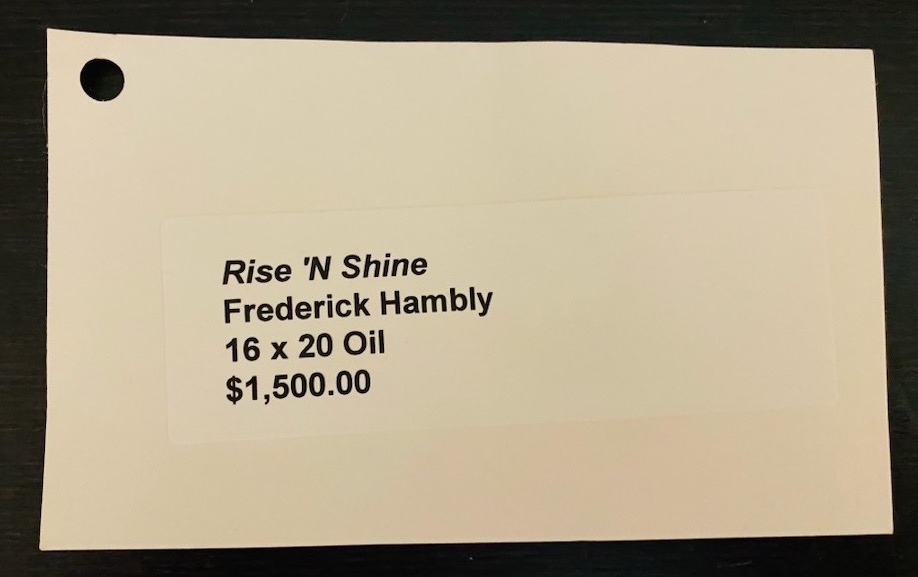 Rise 'N Shine
Frederick Hambly
16 x 20 Oil
$1,500.00